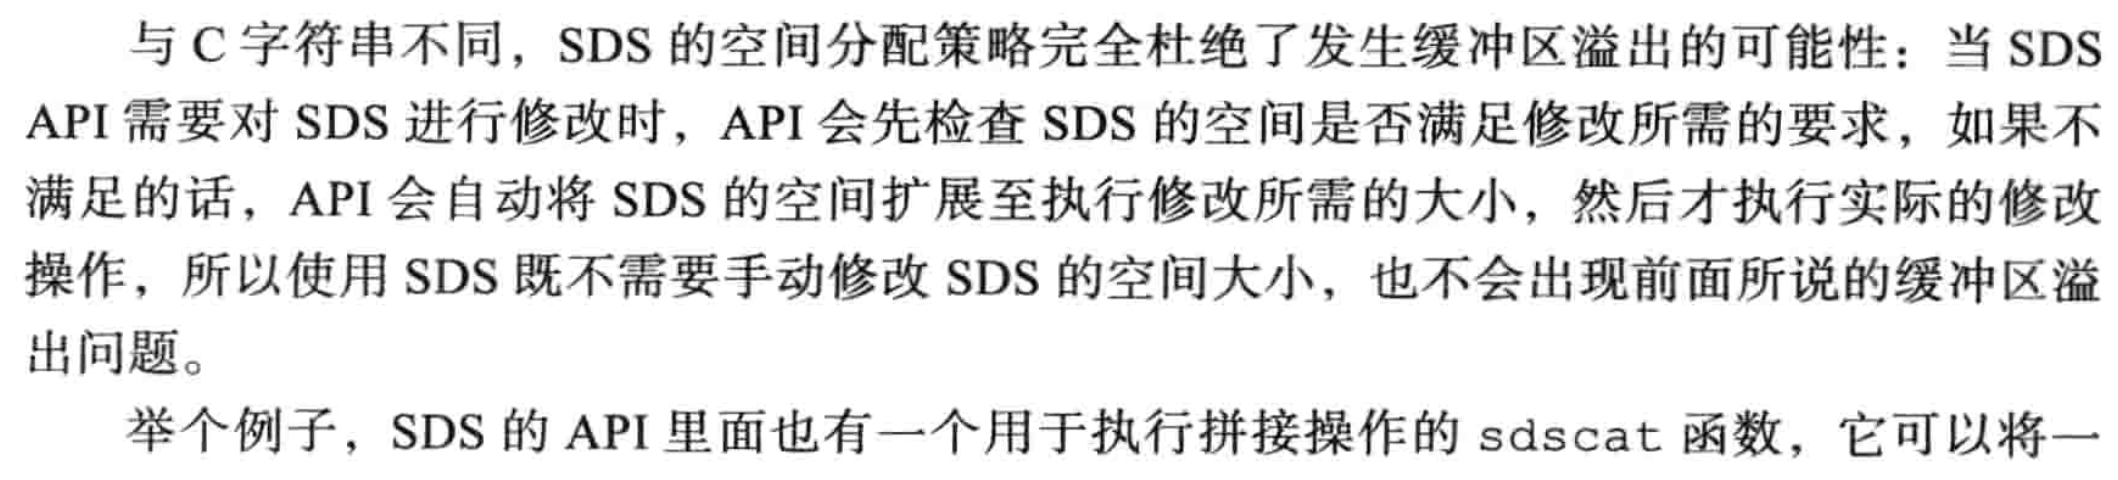 与 C 字符串不同，SDS 的空间分配策略完全杜绝了发生缓冲区溢出的可能性：当 SDS
API 需要对 SDS 进行修改时，API 会先检查 SDS 的空间是否满足修改所需的要求，如果不
满足的话，API 会自动将 SDS 的空间扩展至执行修改所需的大小，然后才执行实际的修改
操作，所以使用 SDS 既不需要手动修改 SDS 的空间大小，也不会出现前面所说的缓冲区溢
出问题。
举个例子，SDS 的 API 里面也有一个用于执行拼接操作的 sdscat 函数，它可以将一